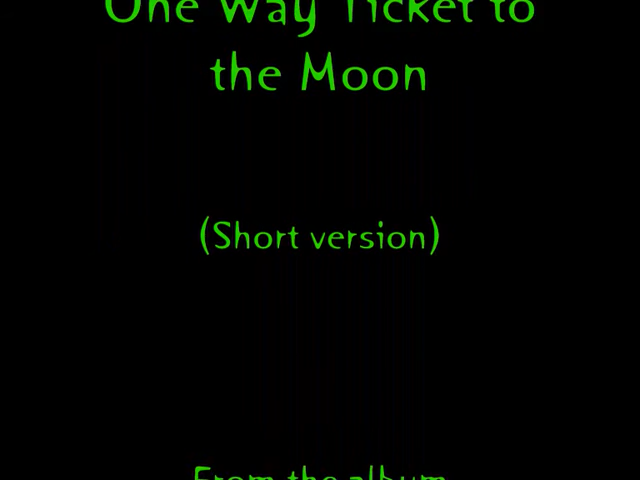 One Way Ticket to
the Moon
(Short version)
From the album